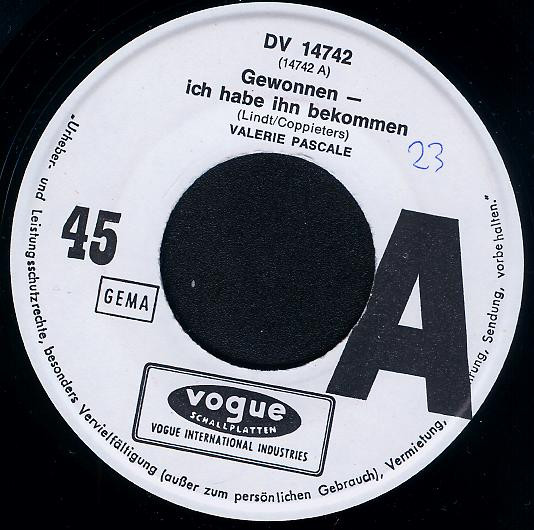 DV 14742
(14742 A)
Gewonnen —
ich habe ihn bekommen
(Lindt/Coppieters)
VALERIE PASCALE
23
45
GEMA
A
vogue
SCHALLPLATTEN
VOGUE INTERNATIONAL INDUSTRIES
„Urheber- und Leistungsschutzrechte, besonders Vervielfältigung (außer zum persönlichen Gebrauch), Vermietung, Sendung, vorbehalten."